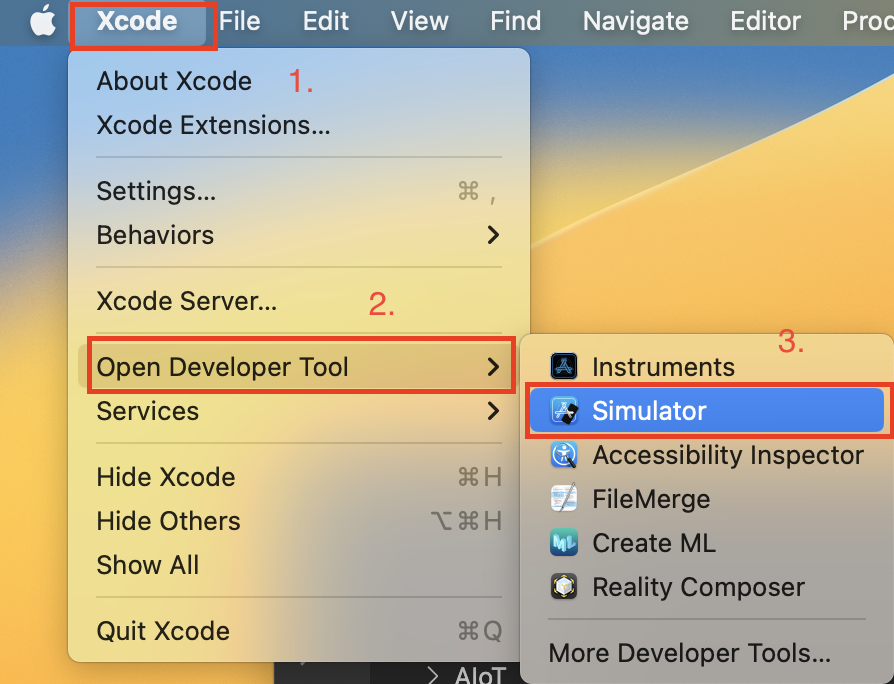 Xcode File Edit View Find Navigate Editor Proc
About Xcode 1.
Xcode Extensions...
Settings... ⌘ ,
Behaviors
Xcode Server... 2.
3.
Open Developer Tool Instruments
Services Simulator
Accessibility Inspector
Hide Xcode ⌘H
FileMerge
Hide Others ⌥⌘H
Create ML
Show All
Reality Composer
Quit Xcode ⌘Q
More Developer Tools...
AIoT